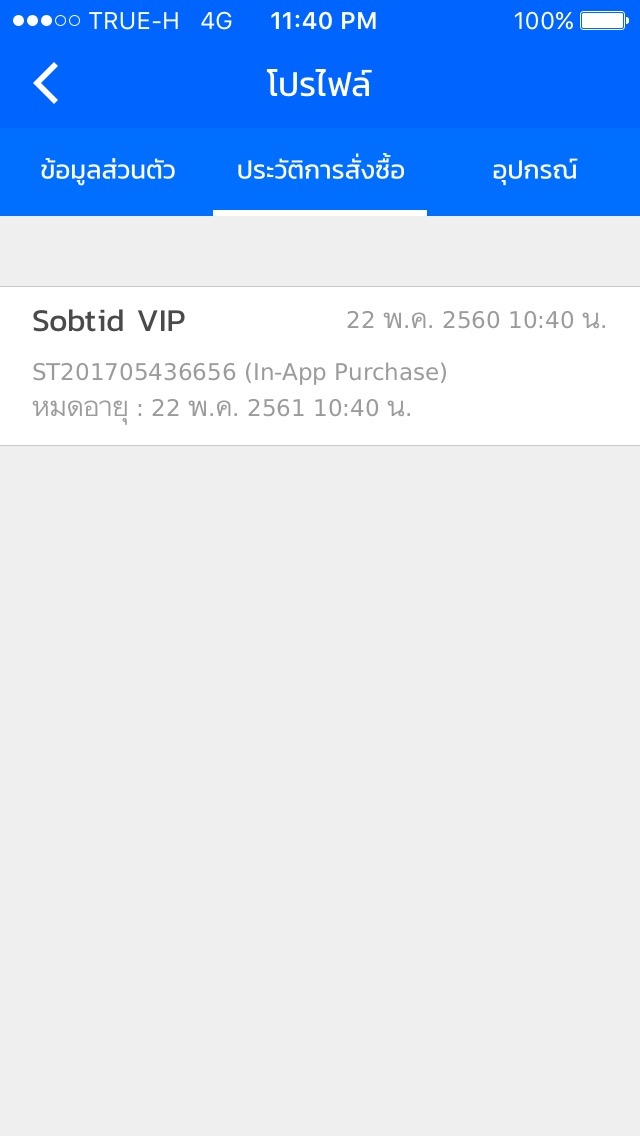 TRUE-H 4G 11:40 PM 100%
โปรไฟล์
ข้อมูลส่วนตัว ประวัติการสั่งซื้อ อุปกรณ์
Sobtid VIP 22 พ.ค. 2560 10:40 น.
ST201705436656 (In-App Purchase)
หมดอายุ : 22 พ.ค. 2561 10:40 น.